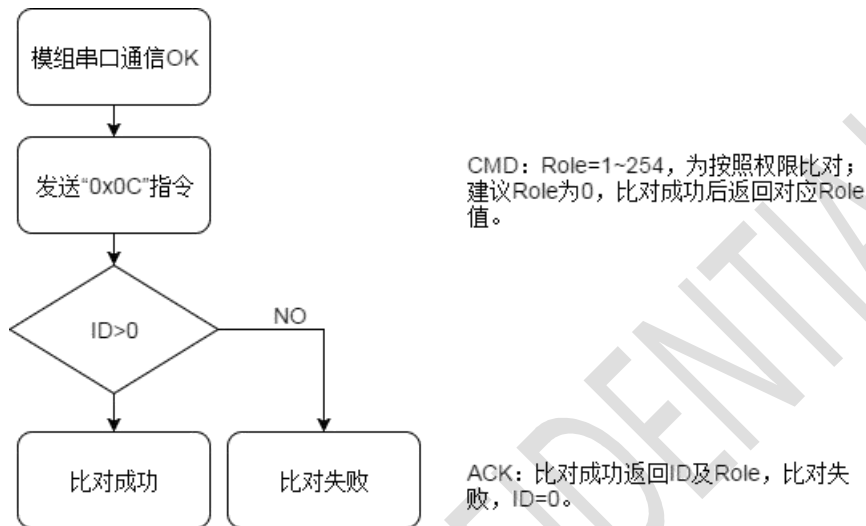 模组串口通信OK
发送“0x0C”指令
CMD：Role=1~254，为按照权限比对；
建议Role为0，比对成功后返回对应Role
值。
ID>0
NO
比对成功
比对失败
ACK：比对成功返回ID及Role，比对失
败，ID=0。